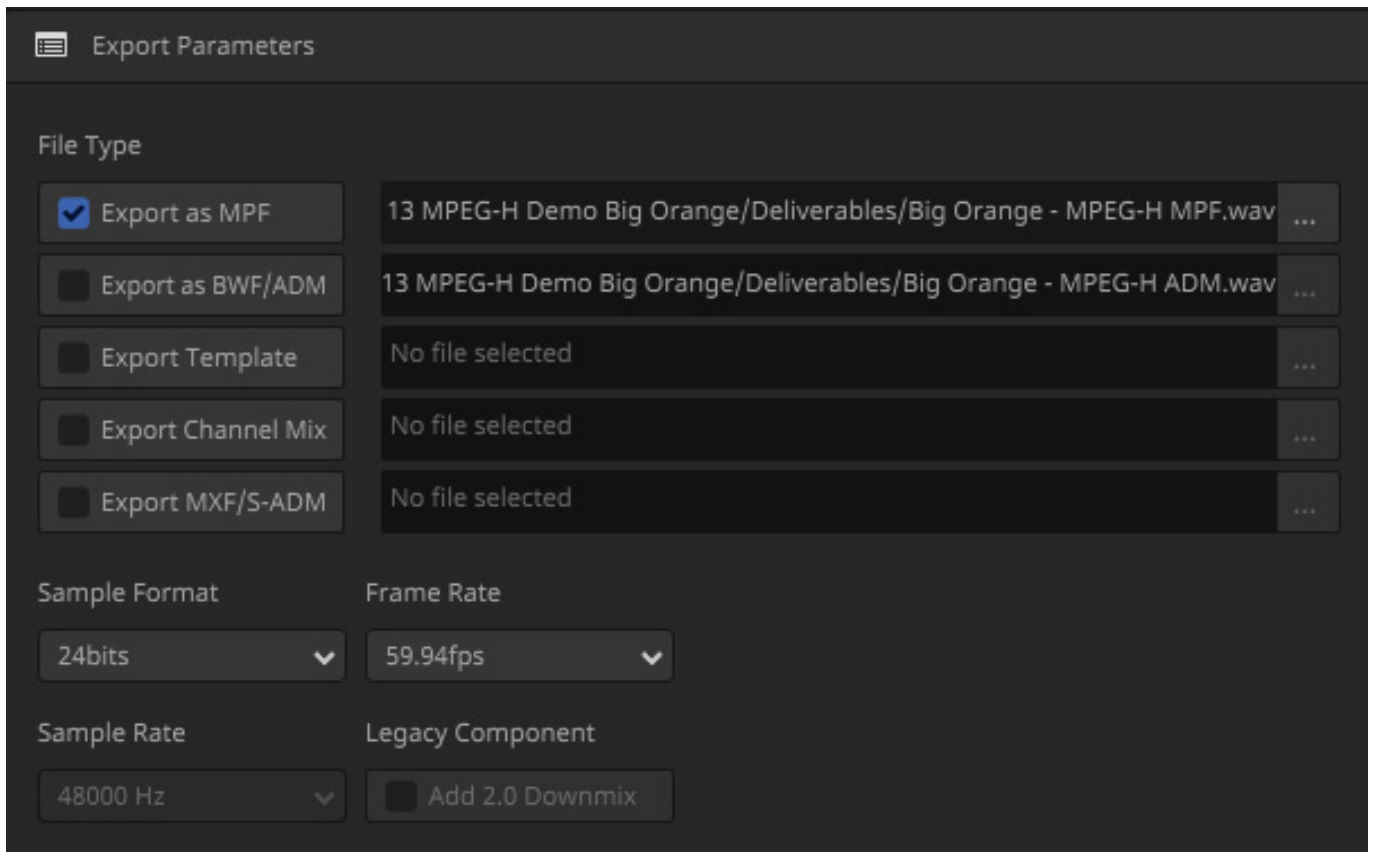 Export Parameters
File Type
Export as MPF 13 MPEG-H Demo Big Orange/Deliverables/Big Orange - MPEG-H MPF.wav ...
Export as BWF/ADM 13 MPEG-H Demo Big Orange/Deliverables/Big Orange - MPEG-H ADM.wav ...
Export Template No file selected ...
Export Channel Mix No file selected ...
Export MXF/S-ADM No file selected ...
Sample Format Frame Rate
24bits 59.94fps
Sample Rate Legacy Component
48000 Hz Add 2.0 Downmix